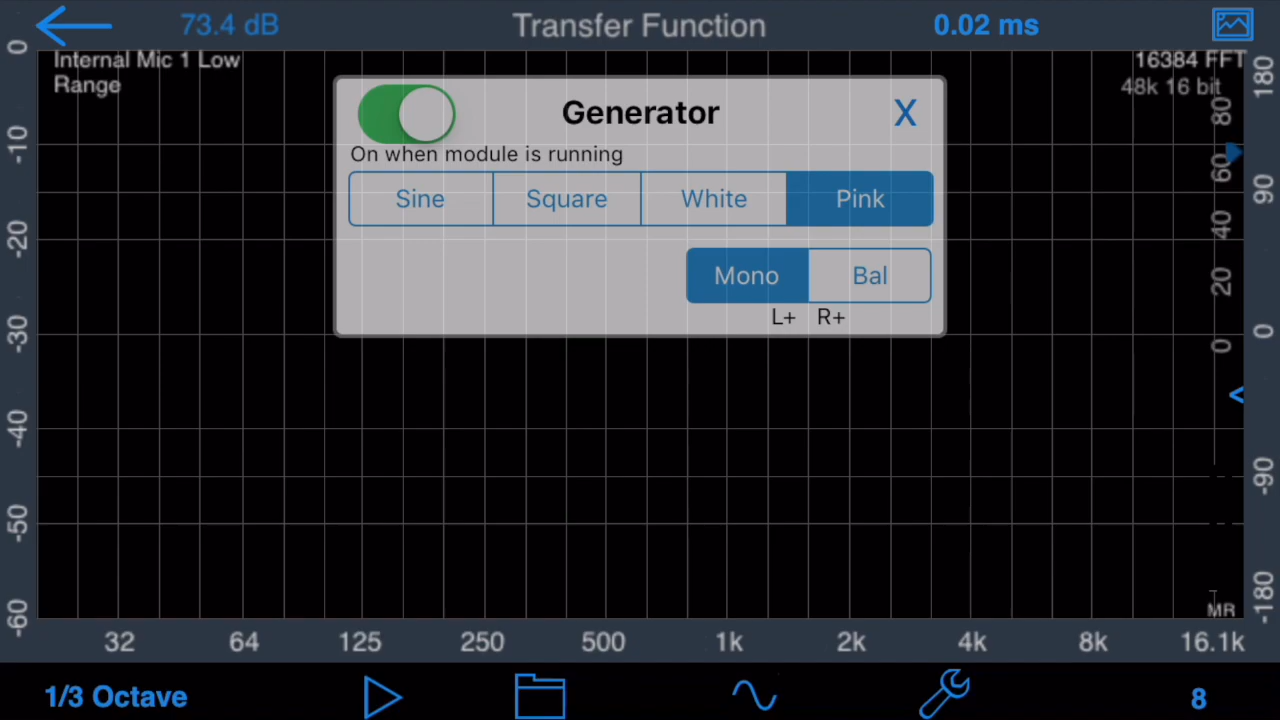 73.4 dB Transfer Function 0.02 ms
Internal Mic 1 Low Range
16384 FFT
48k 16 bit
Generator X
On when module is running
Sine Square White Pink
Mono Bal
L+ R+
0
-10
-20
-30
-40
-50
-60
80
60
40
20
0
180
90
0
-90
-180
<
MR
32 64 125 250 500 1k 2k 4k 8k 16.1k
1/3 Octave 8